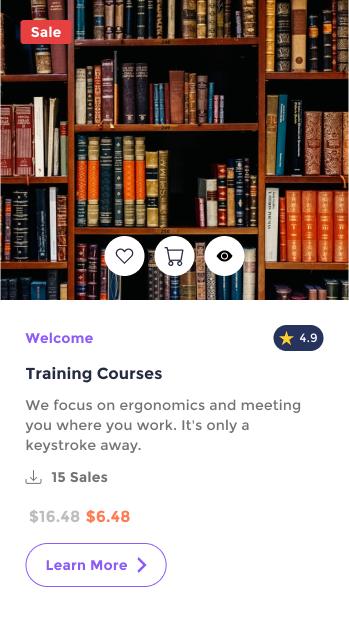 Sale
Welcome
4.9
Training Courses
We focus on ergonomics and meeting
you where you work. It's only a
keystroke away.
15 Sales
$16.48 $6.48
Learn More